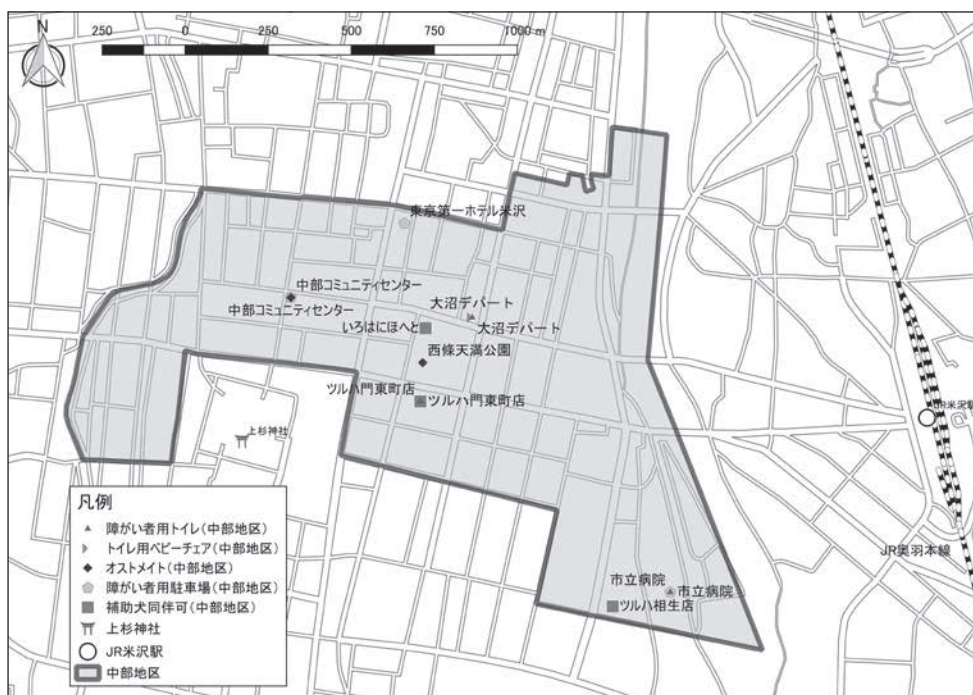 N
250 0 250 500 750 1000 m
東京第一ホテル米沢
中部コミュニティセンター
中部コミュニティセンター
大沼デパート
大沼デパート
いろはにほへと
西條天満公園
ツルハ門東町店
ツルハ門東町店
上杉神社
JR米沢駅
JR奥羽本線
市立病院
市立病院
ツルハ相生店
凡例
障がい者用トイレ(中部地区)
トイレ用ベビーチェア(中部地区)
オストメイト(中部地区)
障がい者用駐車場(中部地区)
補助犬同伴可(中部地区)
上杉神社
JR米沢駅
中部地区